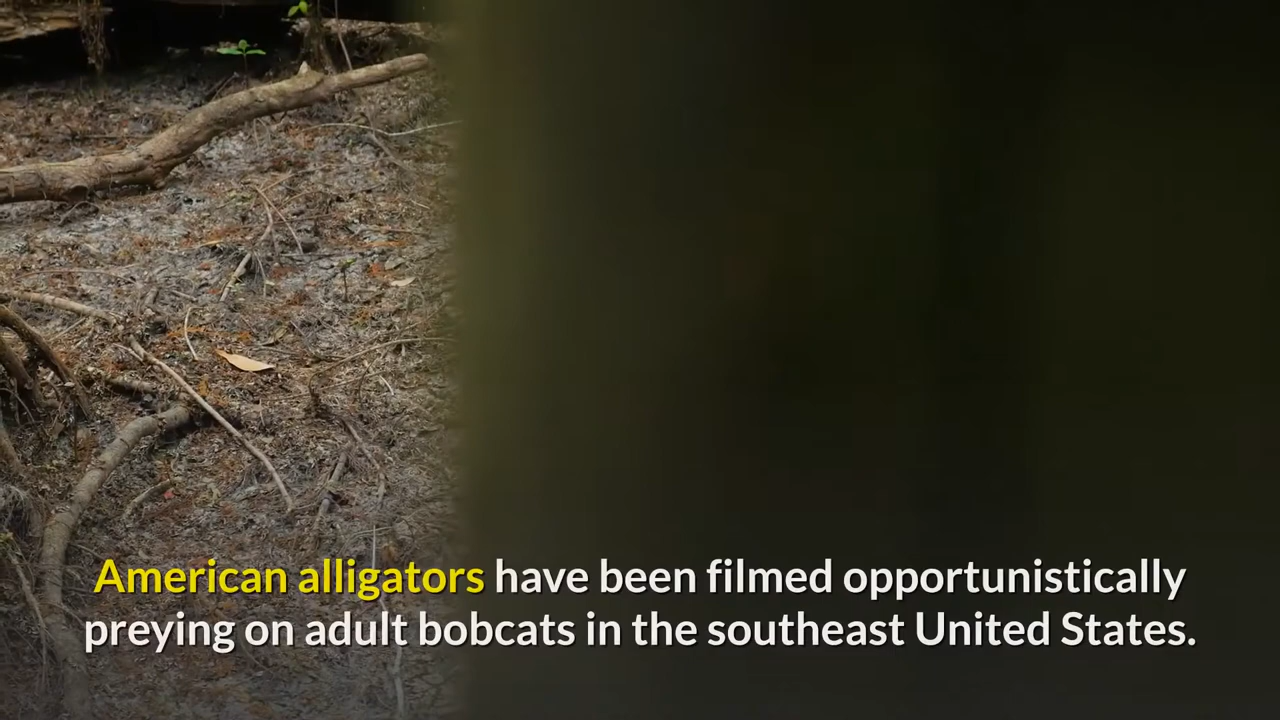 American alligators have been filmed opportunistically
preying on adult bobcats in the southeast United States.